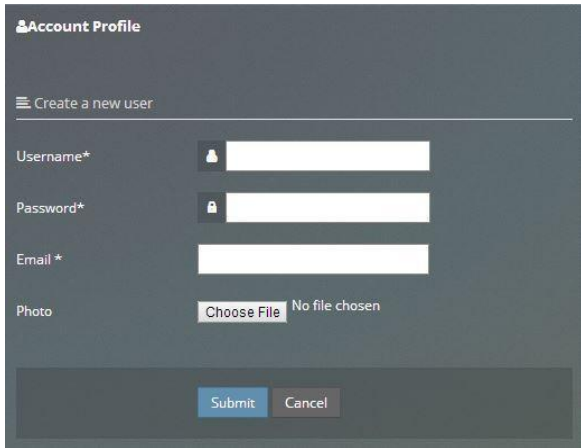 Account Profile
Create a new user
Username*
Password*
Email *
Photo Choose File No file chosen
Submit Cancel